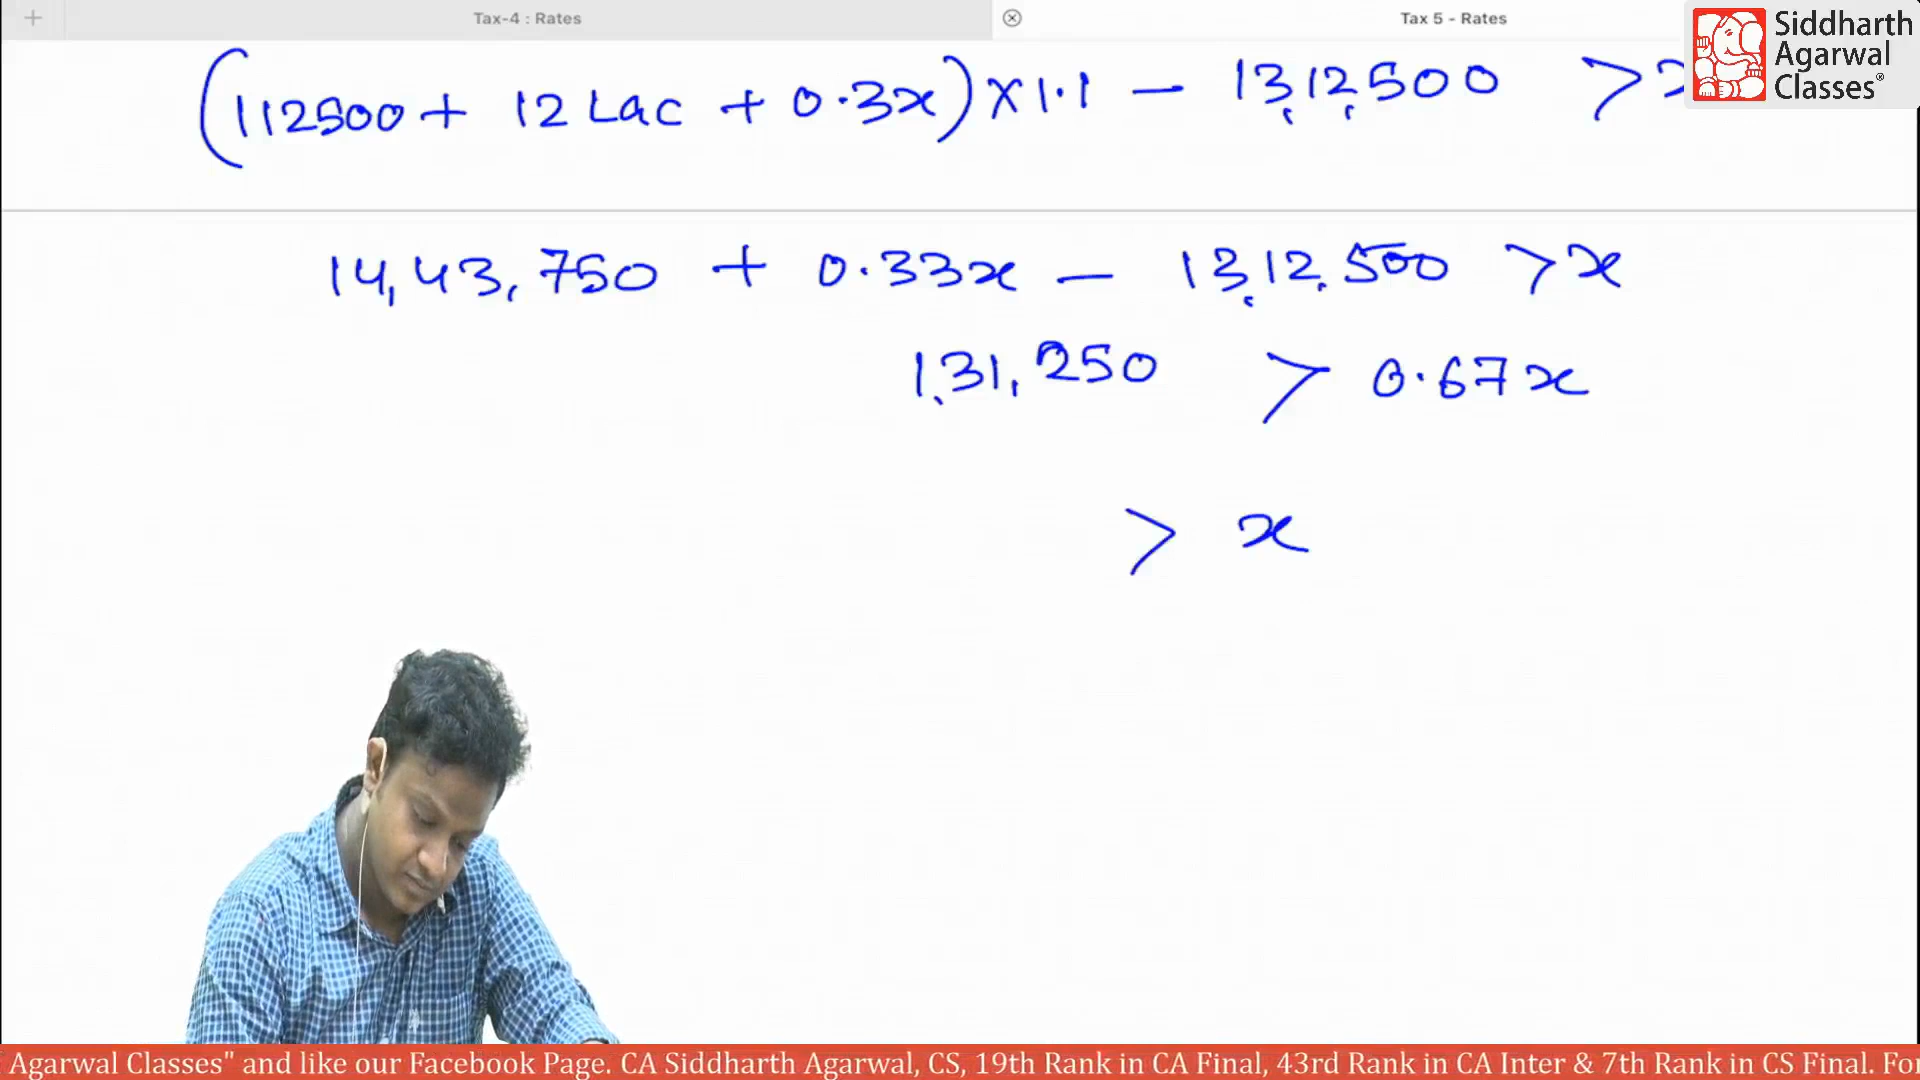 Tax-4 : Rates
Tax 5 - Rates
Siddharth
Agarwal
Classes®
(112500 + 12 Lac + 0.3x) × 1.1 - 13,12,500 >
14,43,750 + 0.33x - 13,12,500 > x
1,31,250 > 0.67x
> x
Agarwal Classes" and like our Facebook Page. CA Siddharth Agarwal, CS, 19th Rank in CA Final, 43rd Rank in CA Inter & 7th Rank in CS Final. For